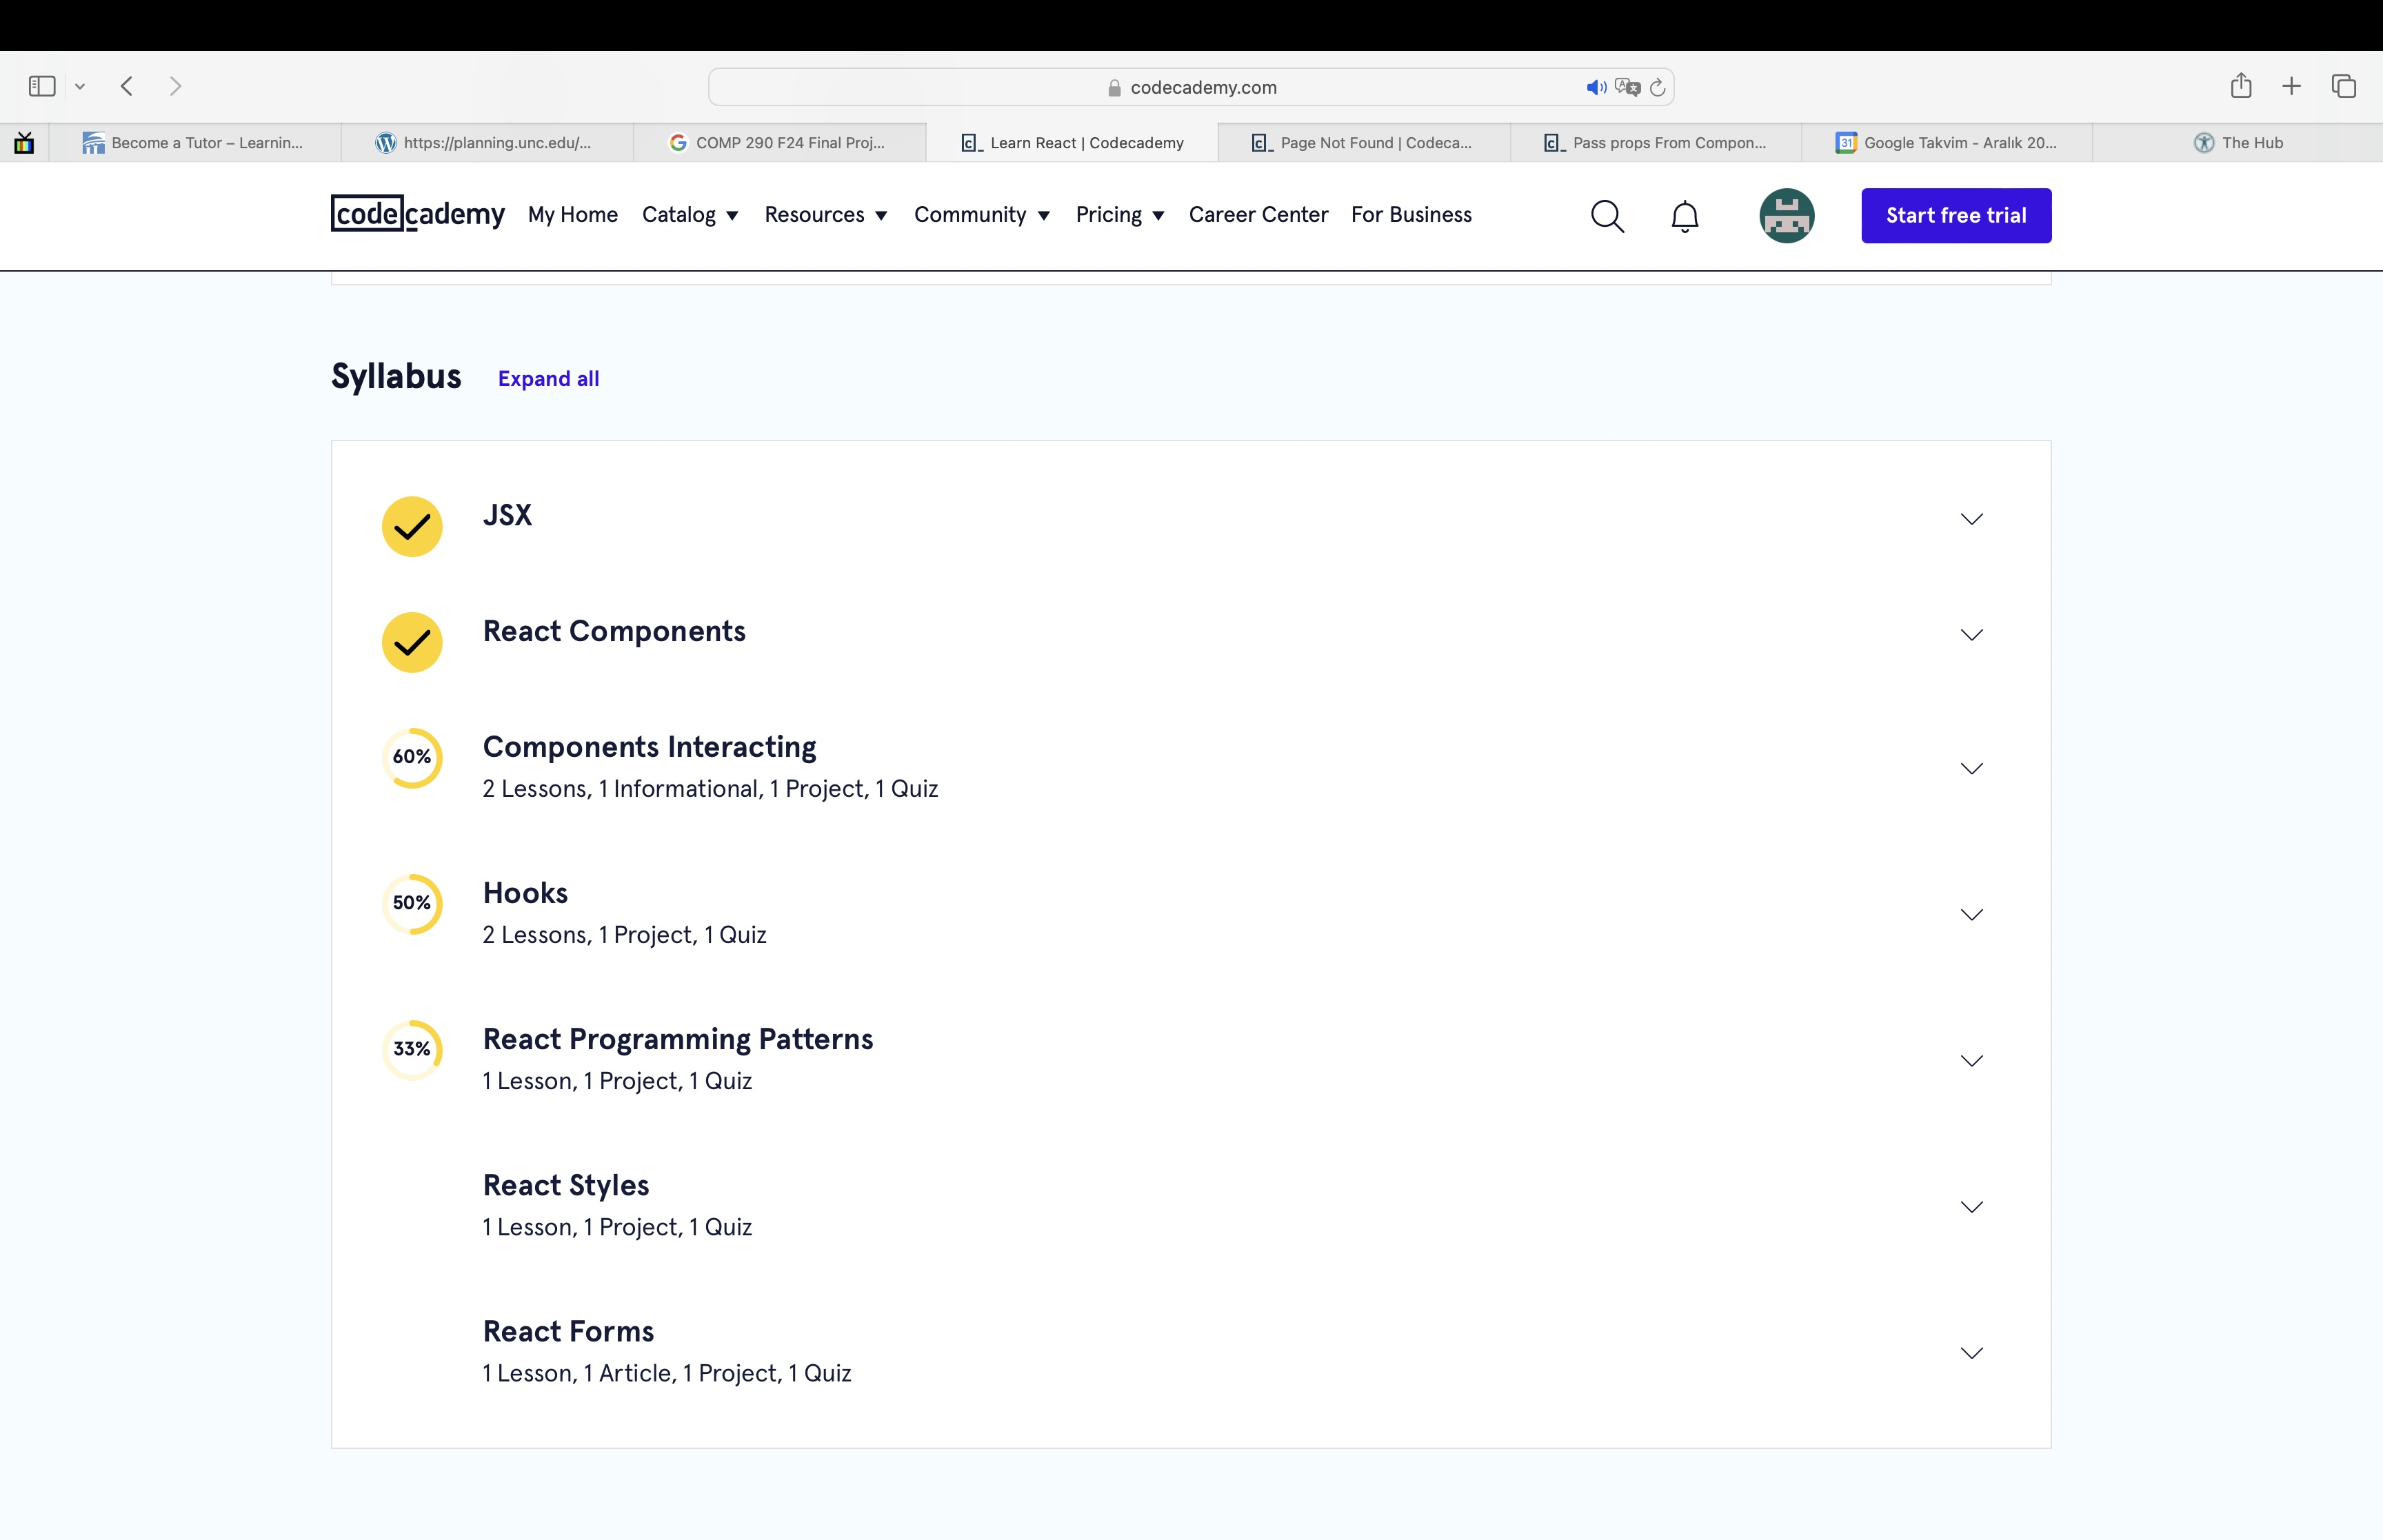 codecademy.com
Become a Tutor – Learnin...
https://planning.unc.edu/...
COMP 290 F24 Final Proj...
Learn React | Codecademy
Page Not Found | Codeca...
Pass props From Compon...
31
Google Takvim - Aralık 20...
The Hub
codecademy
My Home
Catalog
Resources
Community
Pricing
Career Center
For Business
Start free trial
Syllabus
Expand all
JSX
React Components
60%
Components Interacting
2 Lessons, 1 Informational, 1 Project, 1 Quiz
50%
Hooks
2 Lessons, 1 Project, 1 Quiz
33%
React Programming Patterns
1 Lesson, 1 Project, 1 Quiz
React Styles
1 Lesson, 1 Project, 1 Quiz
React Forms
1 Lesson, 1 Article, 1 Project, 1 Quiz